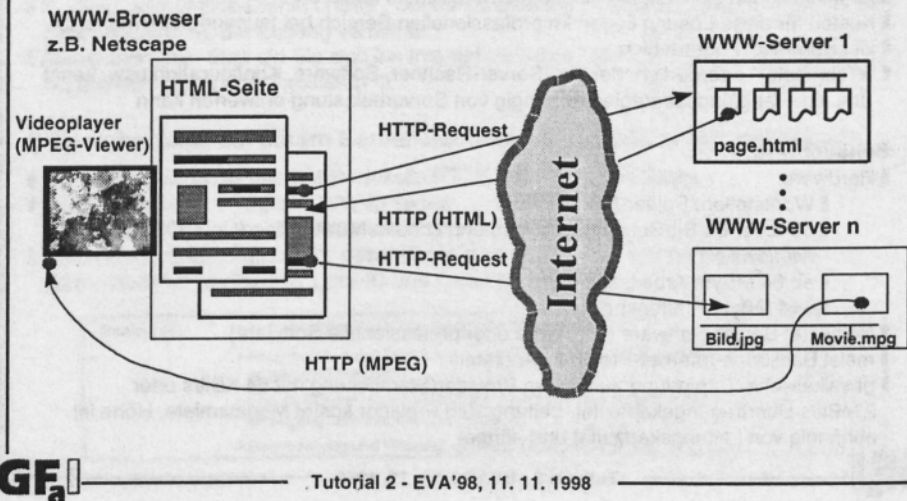 WWW-Browser
z.B. Netscape
WWW-Server 1
HTML-Seite
Videoplayer
(MPEG-Viewer)
HTTP-Request
page.html
Internet
HTTP (HTML)
WWW-Server n
HTTP-Request
Bild.jpg
Movie.mpg
HTTP (MPEG)
GFaI
Tutorial 2 - EVA'98, 11. 11.1998